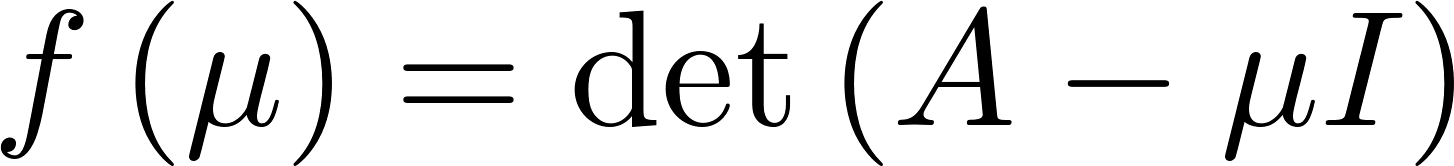 f (μ) = det (A − μI)